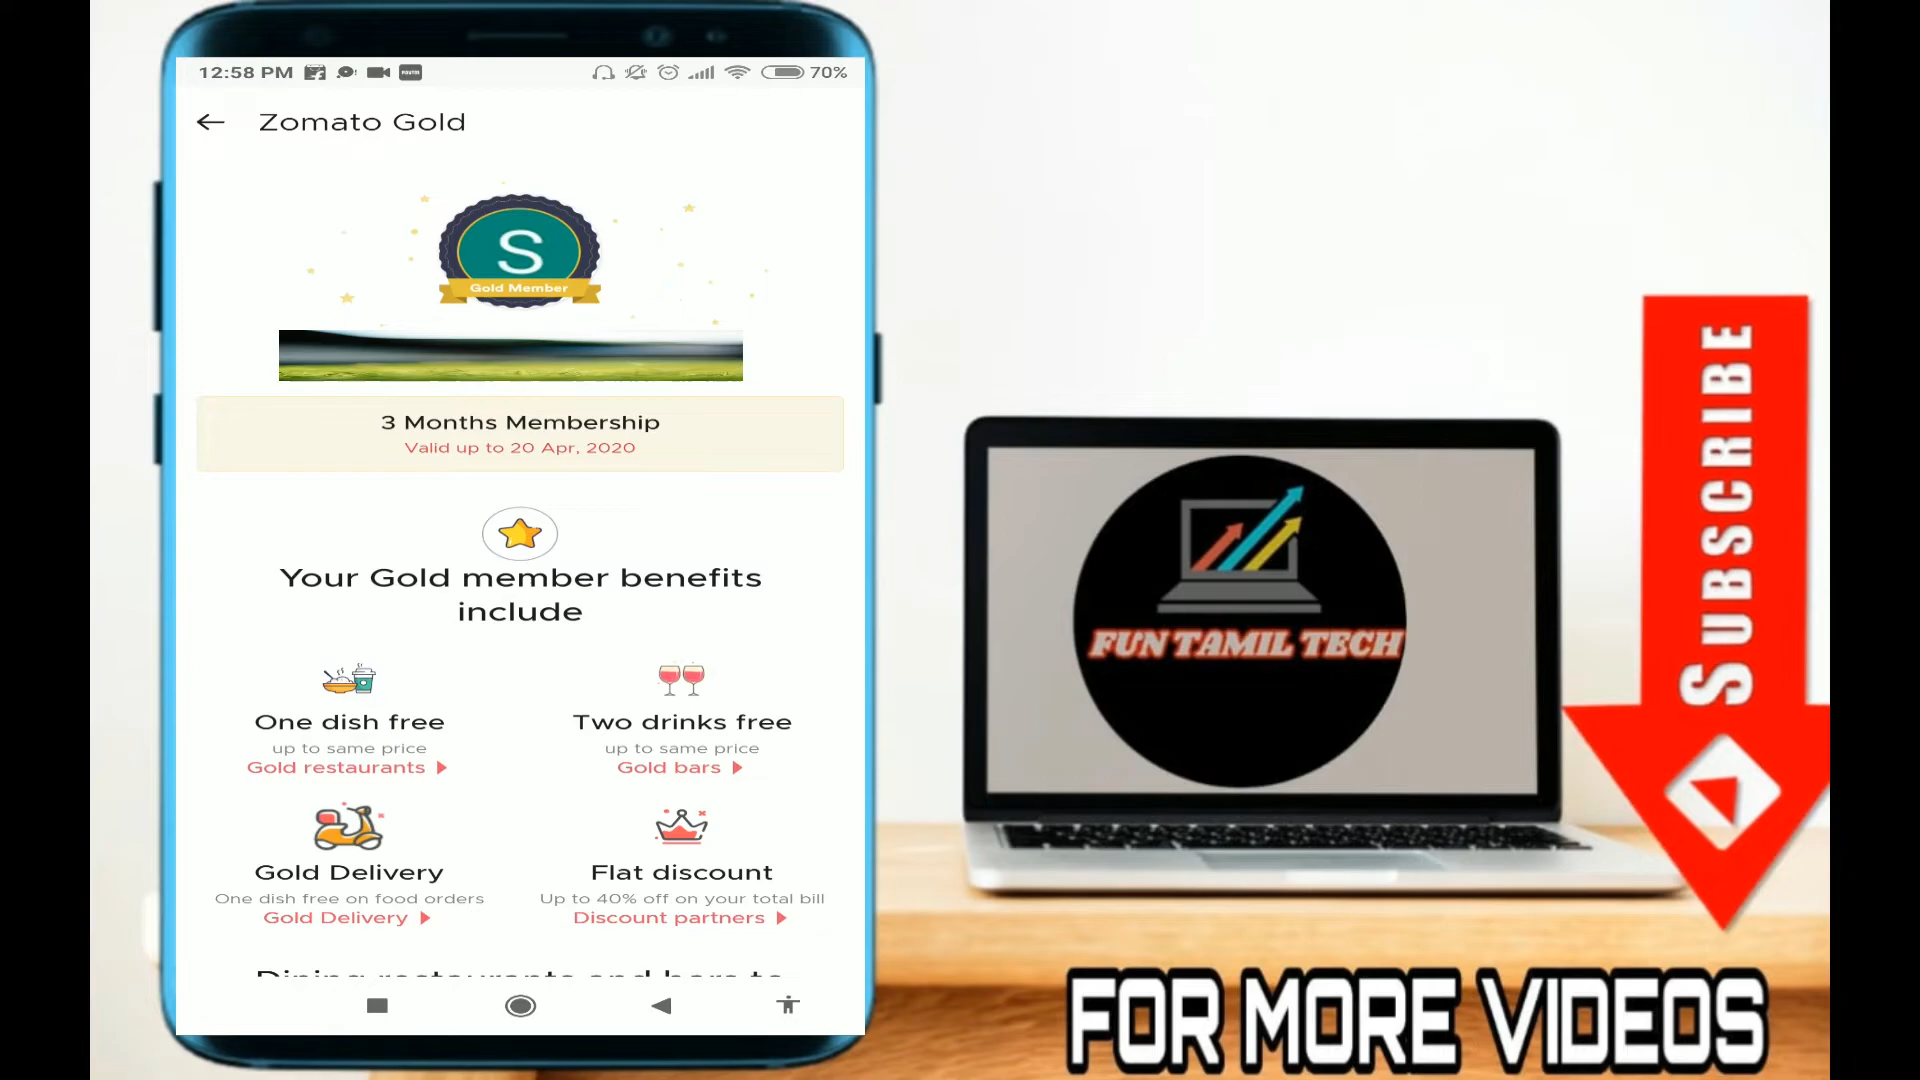 12:58 PM
70%
Zomato Gold
S
Gold Member
3 Months Membership
Valid up to 20 Apr, 2020
Your Gold member benefits
include
One dish free
up to same price
Gold restaurants
Two drinks free
up to same price
Gold bars
Gold Delivery
One dish free on food orders
Gold Delivery
Flat discount
Up to 40% off on your total bill
Discount partners
FUN TAMIL TECH
SUBSCRIBE
FOR MORE VIDEOS